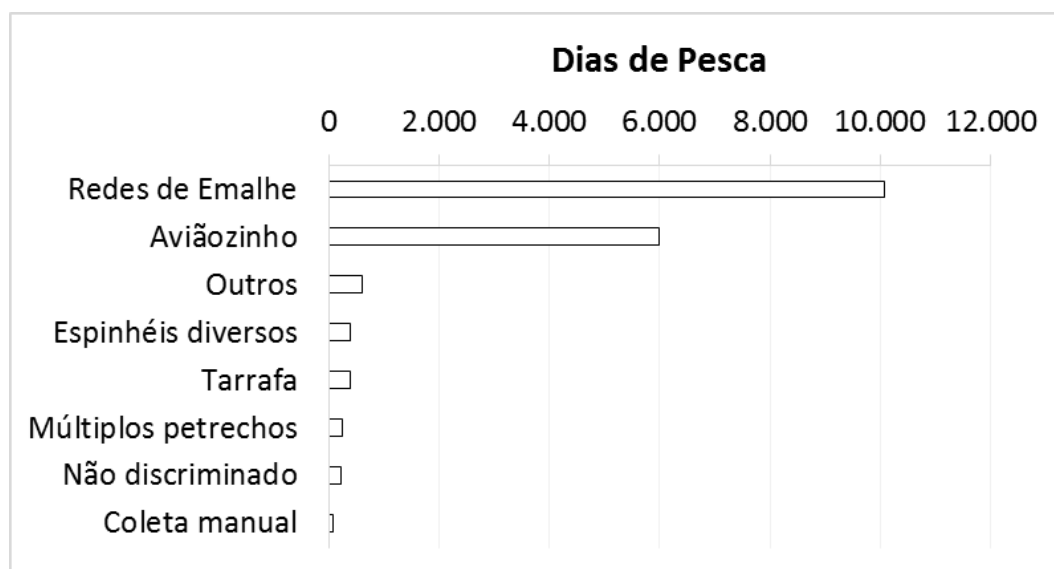 Dias de Pesca
0 2.000 4.000 6.000 8.000 10.000 12.000
Redes de Emalhe
Aviãozinho
Outros
Espinhéis diversos
Tarrafa
Múltiplos petrechos
Não discriminado
Coleta manual